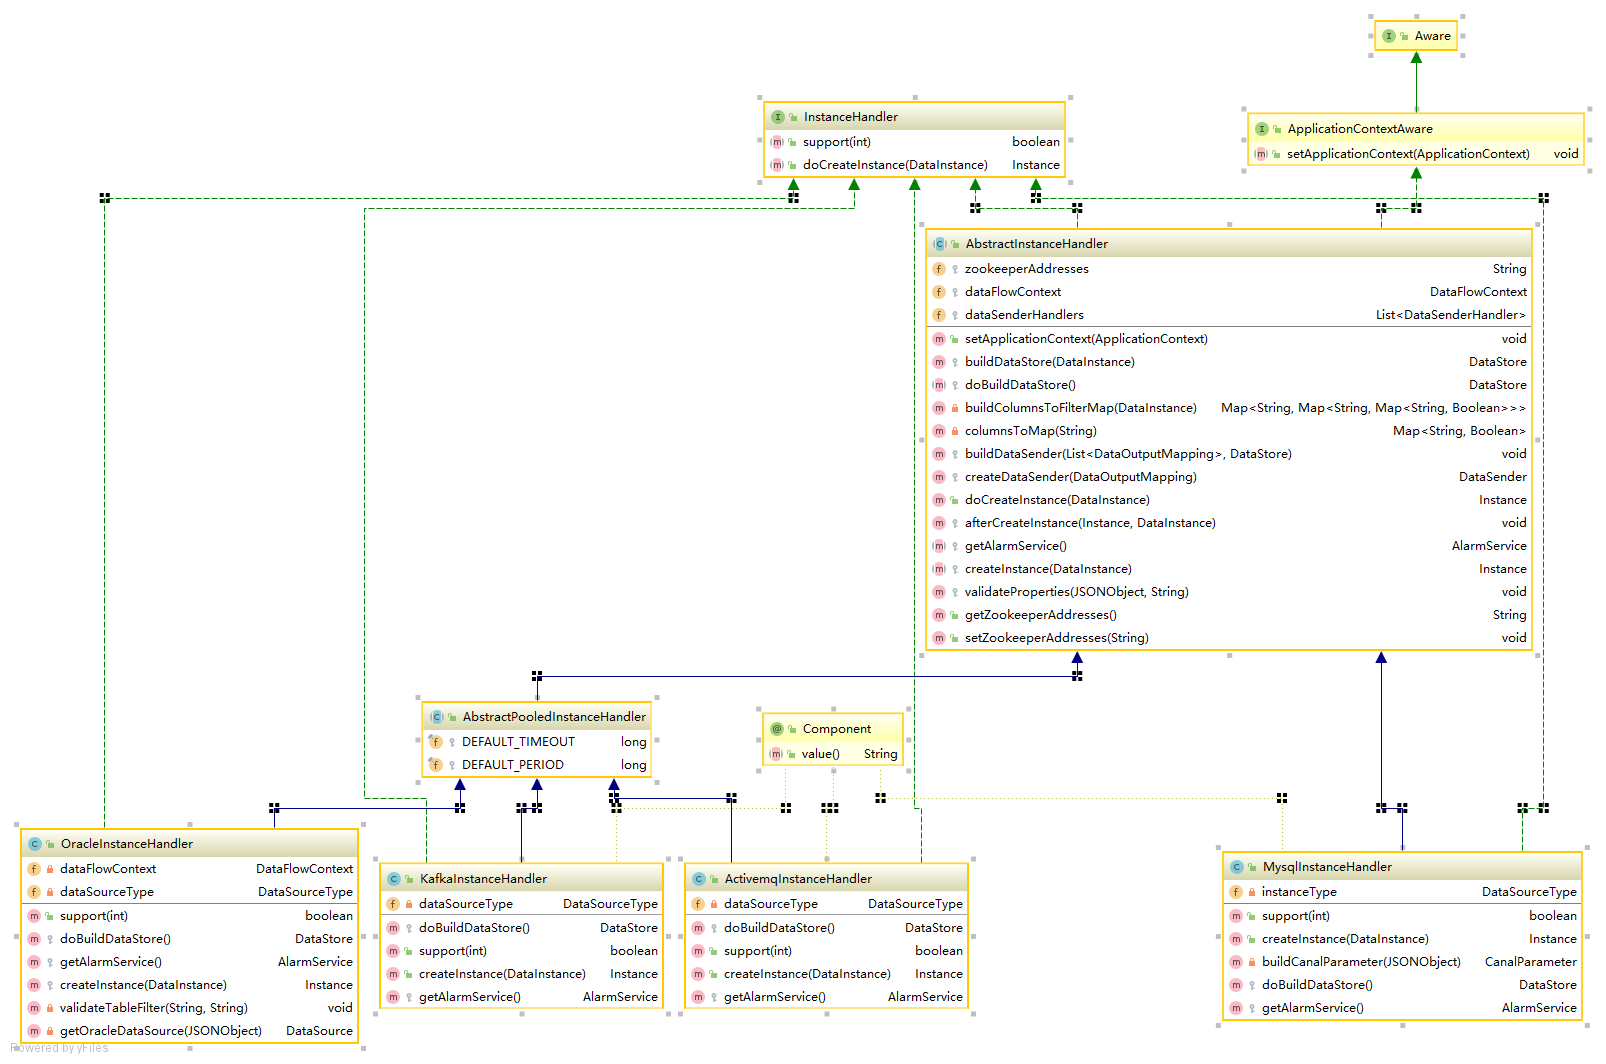 Aware
InstanceHandler
support(int) boolean
doCreateInstance(DataInstance) Instance
ApplicationContextAware
setApplicationContext(ApplicationContext) void
AbstractInstanceHandler
zookeeperAddresses String
dataFlowContext DataFlowContext
dataSenderHandlers List<DataSenderHandler>
setApplicationContext(ApplicationContext) void
buildDataStore(DataInstance) DataStore
doBuildDataStore() DataStore
buildColumnsToFilterMap(DataInstance) Map<String, Map<String, Map<String, Boolean>>>
columnsToMap(String) Map<String, Boolean>
buildDataSender(List<DataOutputMapping>, DataStore) void
createDataSender(DataOutputMapping) DataSender
doCreateInstance(DataInstance) Instance
afterCreateInstance(Instance, DataInstance) void
getAlarmService() AlarmService
createInstance(DataInstance) Instance
validateProperties(JSONObject, String) void
getZookeeperAddresses() String
setZookeeperAddresses(String) void
AbstractPooledInstanceHandler
DEFAULT_TIMEOUT long
DEFAULT_PERIOD long
Component
value() String
OracleInstanceHandler
dataFlowContext DataFlowContext
dataSourceType DataSourceType
support(int) boolean
doBuildDataStore() DataStore
getAlarmService() AlarmService
createInstance(DataInstance) Instance
validateTableFilter(String, String) void
getOracleDataSource(JSONObject) DataSource
KafkaInstanceHandler
dataSourceType DataSourceType
doBuildDataStore() DataStore
support(int) boolean
createInstance(DataInstance) Instance
getAlarmService() AlarmService
ActivemqInstanceHandler
dataSourceType DataSourceType
doBuildDataStore() DataStore
support(int) boolean
createInstance(DataInstance) Instance
getAlarmService() AlarmService
MysqlInstanceHandler
instanceType DataSourceType
support(int) boolean
createInstance(DataInstance) Instance
buildCanalParameter(JSONObject) CanalParameter
doBuildDataStore() DataStore
getAlarmService() AlarmService
Powered by yFiles